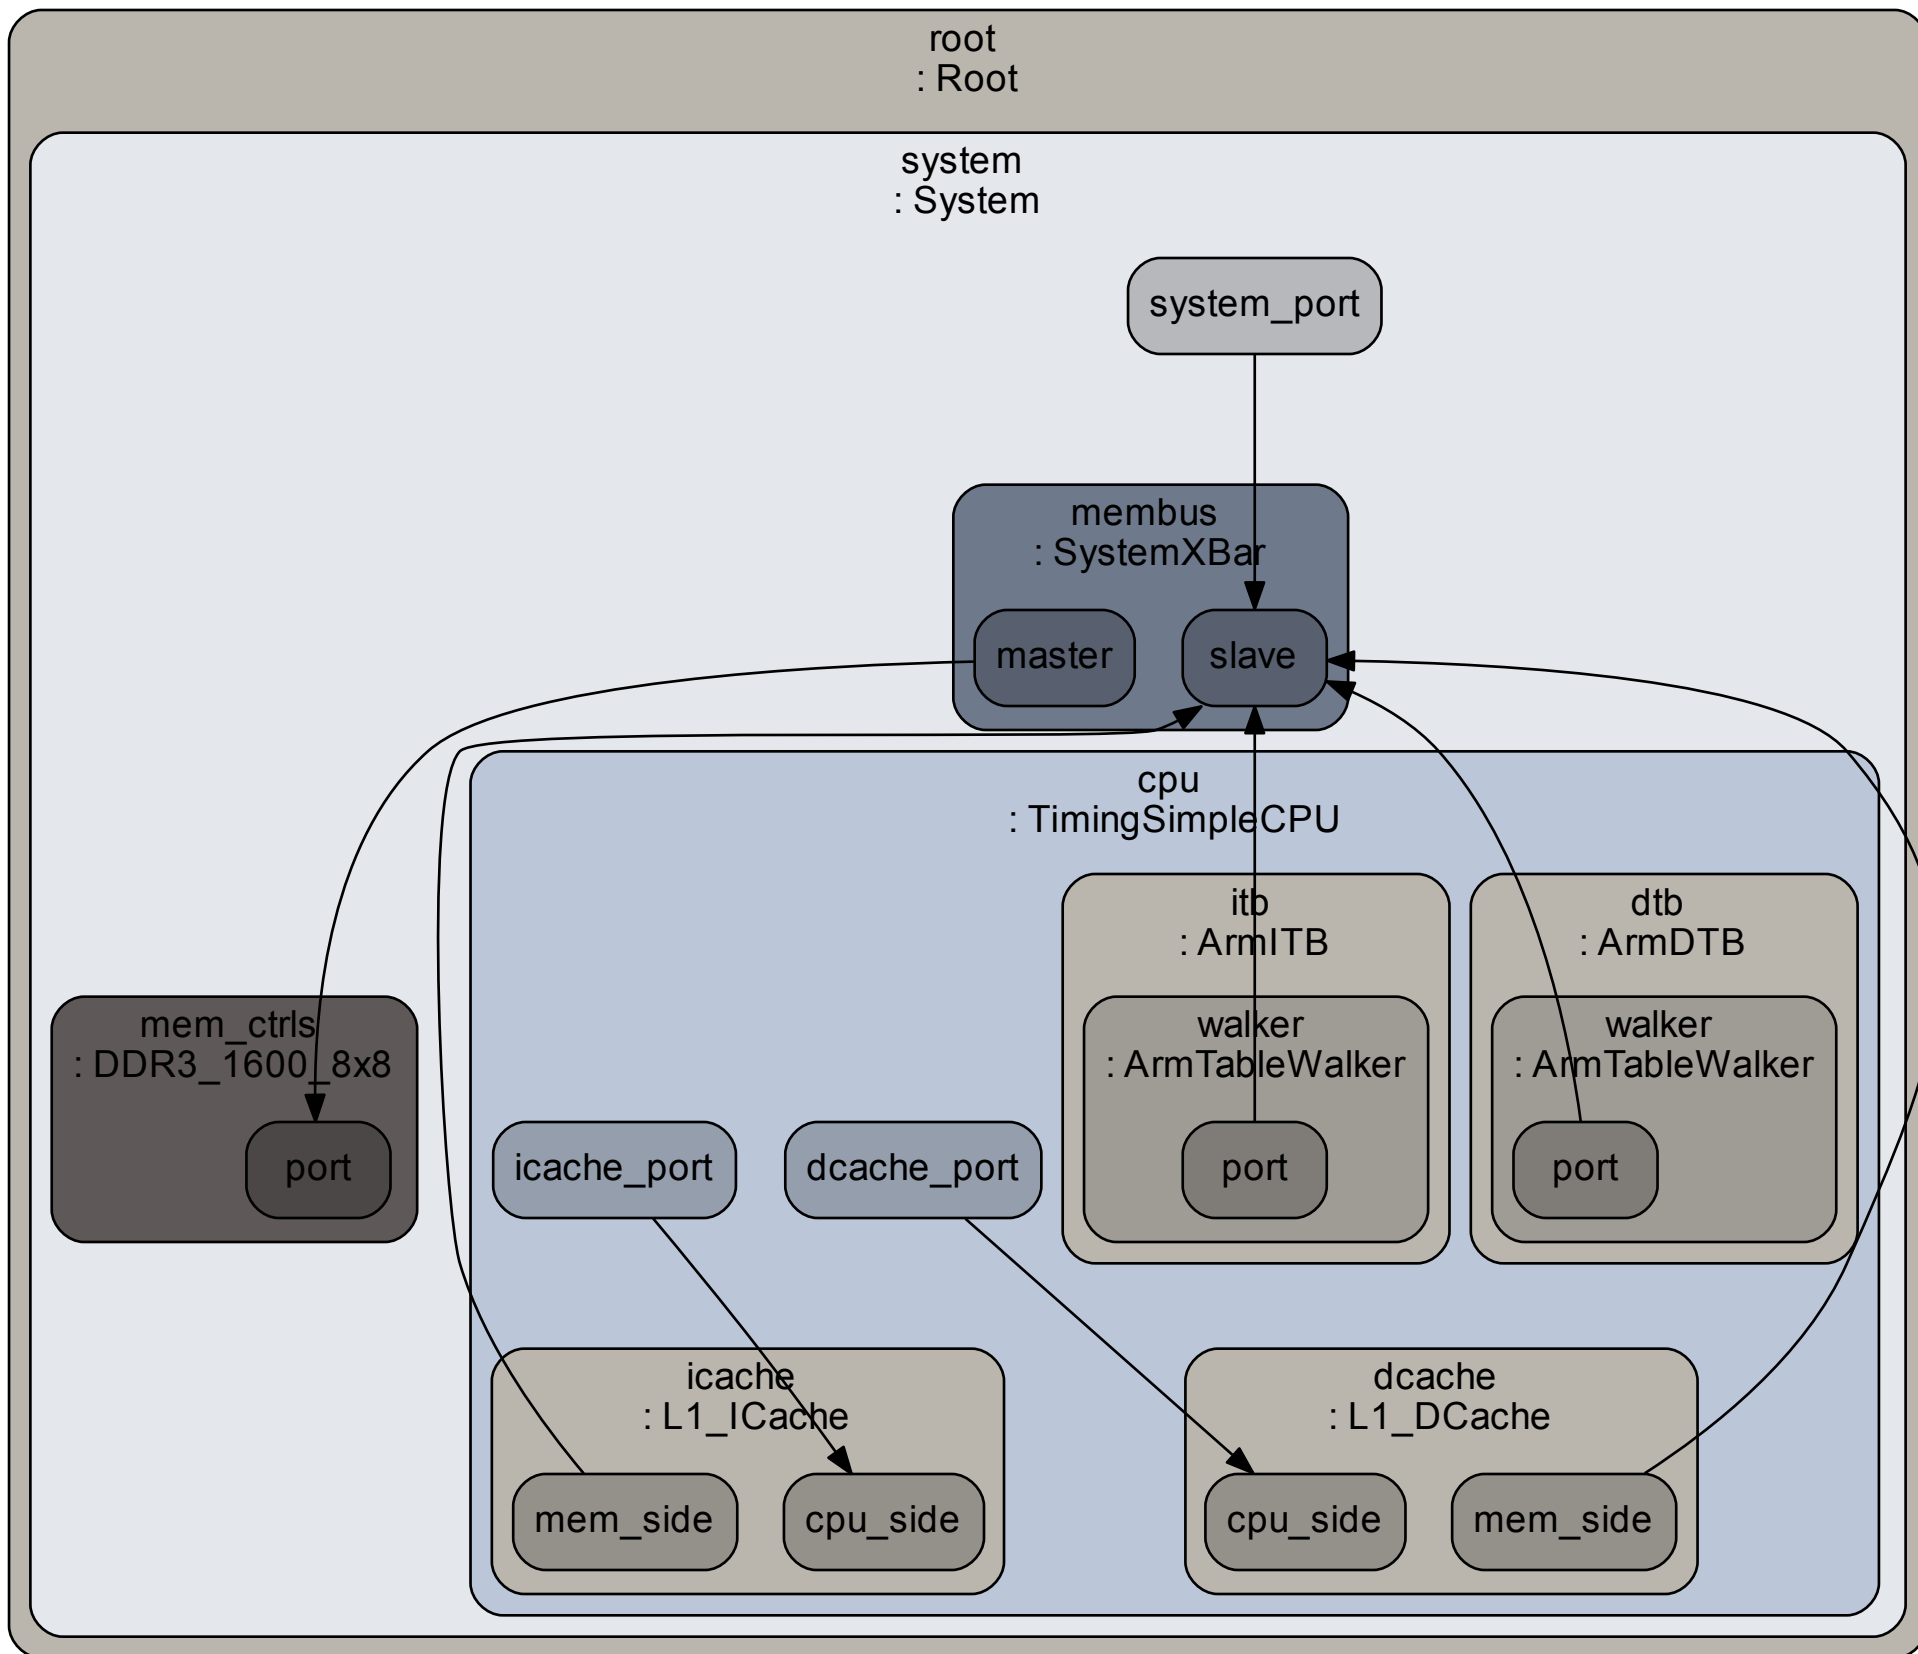 root
: Root
system
: System
system_port
membus
: SystemXBar
master
slave
cpu
: TimingSimpleCPU
itb
: ArmITB
dtb
: ArmDTB
mem_ctrls
: DDR3_1600_8x8
port
walker
: ArmTableWalker
port
walker
: ArmTableWalker
port
icache_port
dcache_port
icache
: L1_ICache
mem_side
cpu_side
dcache
: L1_DCache
cpu_side
mem_side